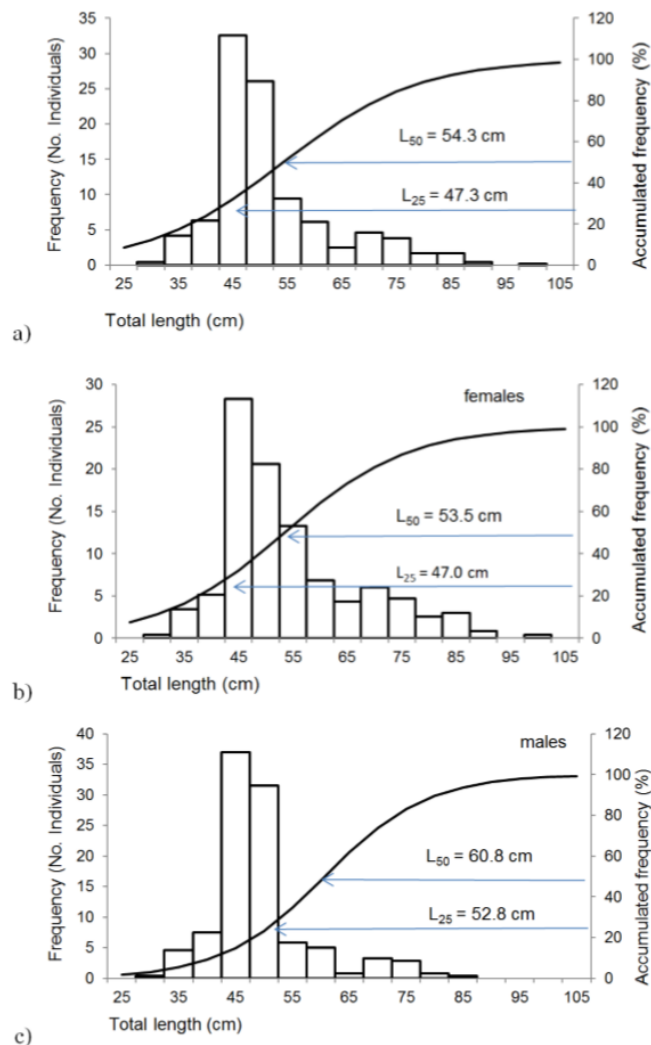 35
30
25
20
15
10
5
0
Frequency (No. Individuals)
120
100
80
60
40
20
0
Accumulated frequency (%)
L50 = 54.3 cm
L25 = 47.3 cm
25 35 45 55 65 75 85 95 105
Total length (cm)
a)
30
25
20
15
10
5
0
Frequency (No. Individuals)
females
120
100
80
60
40
20
0
Accumulated frequency (%)
L50 = 53.5 cm
L25 = 47.0 cm
25 35 45 55 65 75 85 95 105
Total length (cm)
b)
40
35
30
25
20
15
10
5
0
Frequency (No. Individuals)
males
120
100
80
60
40
20
0
Accumulated frequency (%)
L50 = 60.8 cm
L25 = 52.8 cm
25 35 45 55 65 75 85 95 105
Total length (cm)
c)